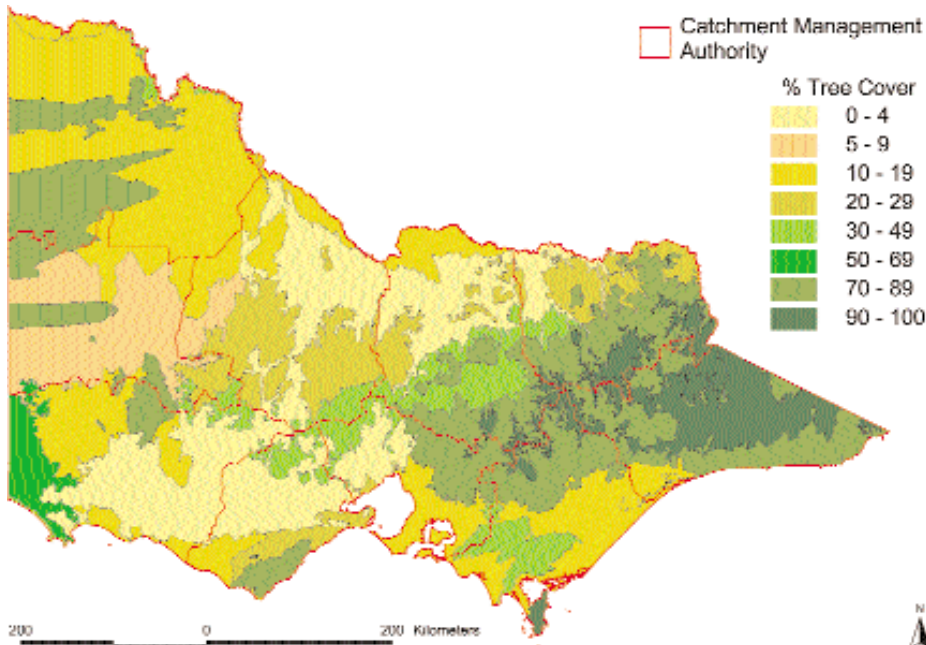 Catchment Management
Authority
% Tree Cover
0 - 4
5 - 9
10 - 19
20 - 29
30 - 49
50 - 69
70 - 89
90 - 100
200 0 200 Kilometers
N